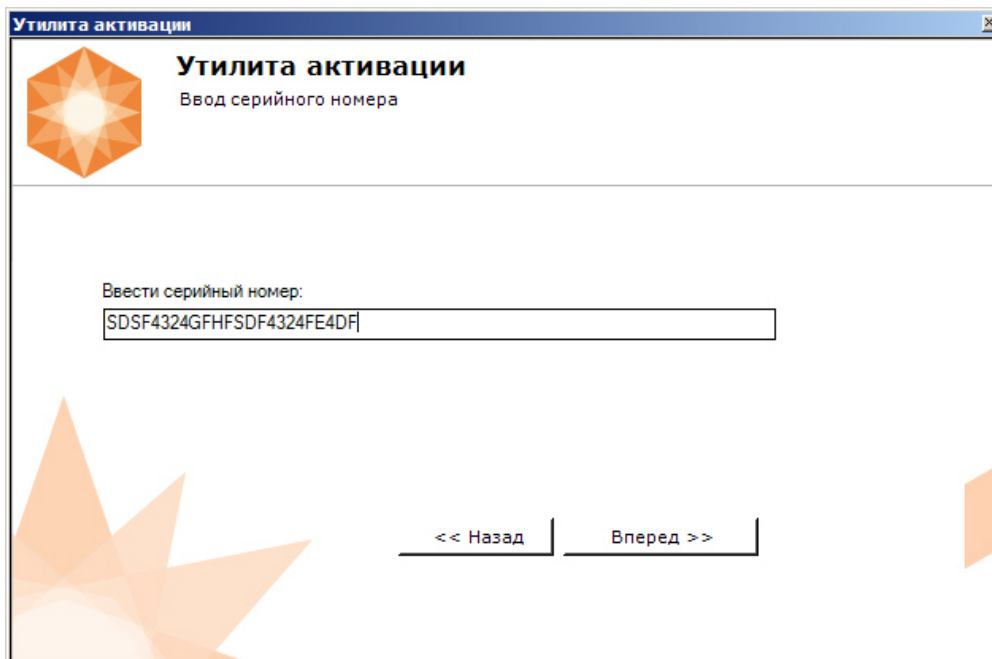 Утилита активации
Утилита активации
Ввод серийного номера
Ввести серийный номер:
SDSF4324GFHFSDF4324FE4DF
<< Назад
Вперед >>